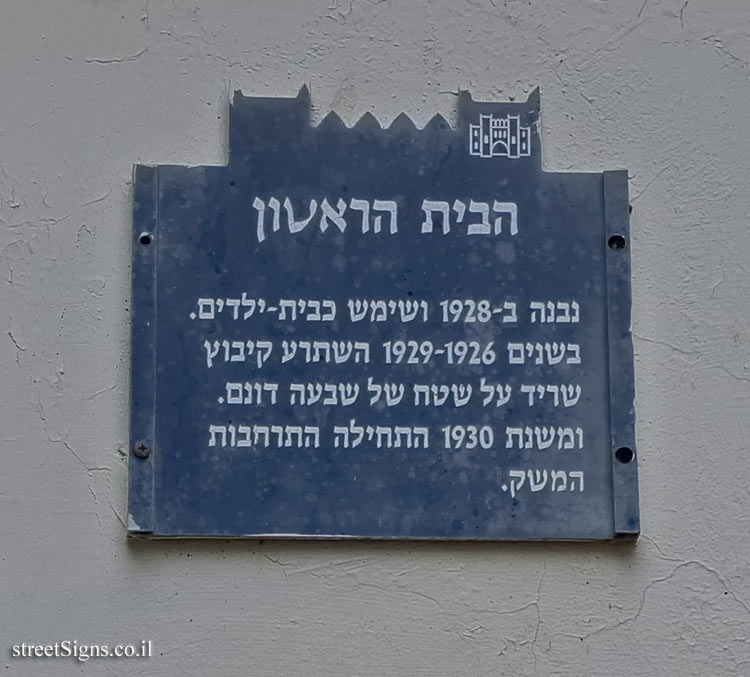 הבית הראשון
נבנה ב-1928 ושימש כבית-ילדים.
בשנים 1929-1926 השתרע קיבוץ
שריד על שטח של שבעה דונם.
ומשנת 1930 התחילה התרחבות
המשק.
streetSigns.co.il